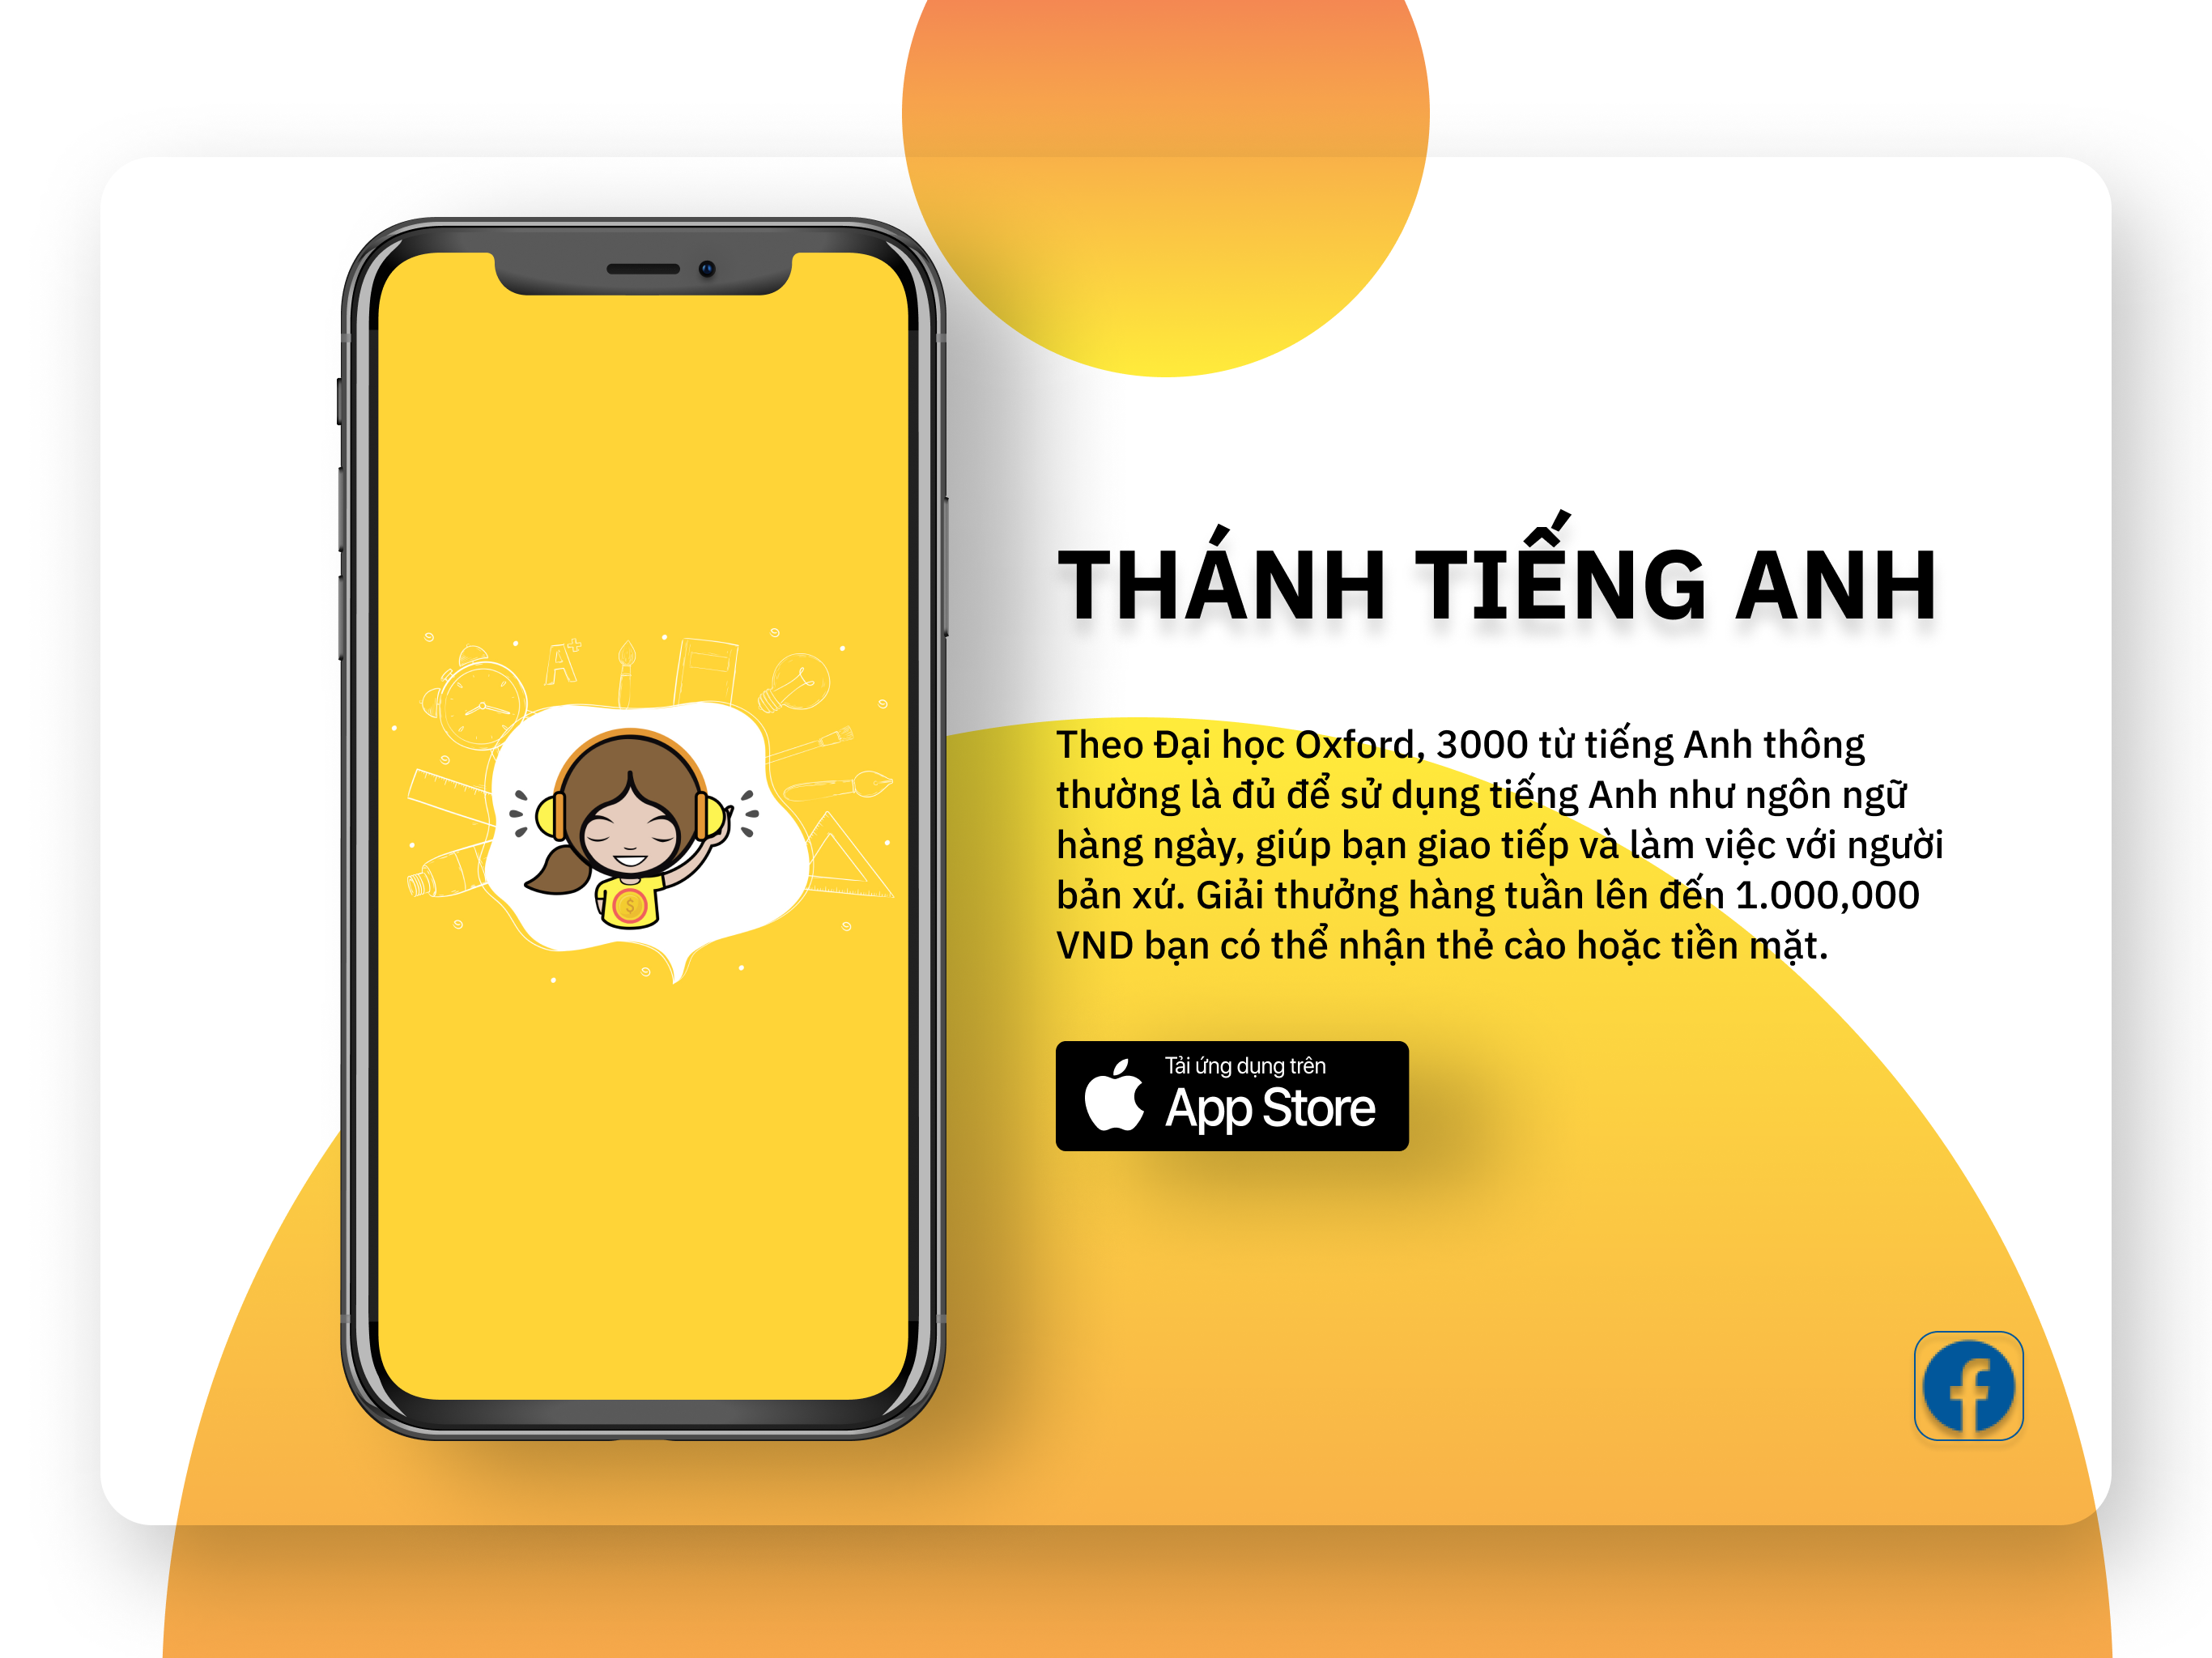 THÁNH TIẾNG ANH
Theo Đại học Oxford, 3000 từ tiếng Anh thông
thường là đủ để sử dụng tiếng Anh như ngôn ngữ
hàng ngày, giúp bạn giao tiếp và làm việc với người
bản xứ. Giải thưởng hàng tuần lên đến 1.000,000
VND bạn có thể nhận thẻ cào hoặc tiền mặt.
Tải ứng dụng trên
App Store
A+
$
f